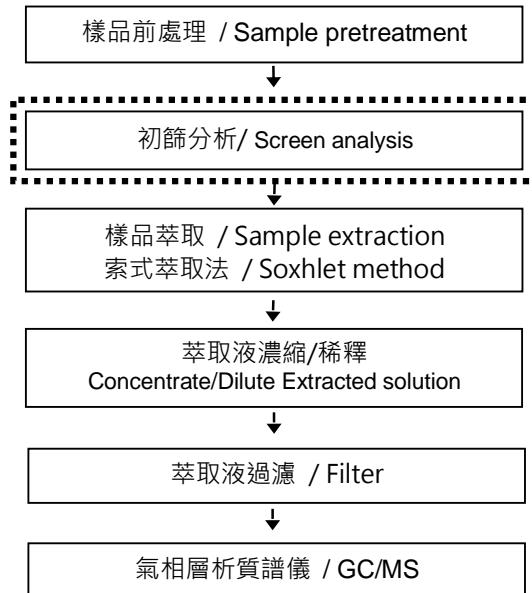 樣品前處理 / Sample pretreatment
初篩分析/ Screen analysis
樣品萃取 / Sample extraction
索式萃取法 / Soxhlet method
萃取液濃縮/稀釋
Concentrate/Dilute Extracted solution
萃取液過濾 / Filter
氣相層析質譜儀 / GC/MS